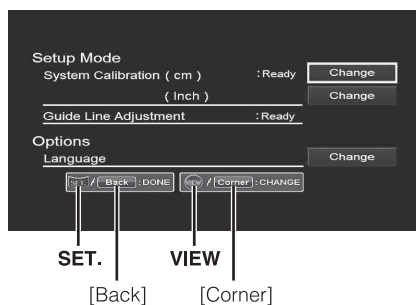 Setup Mode
System Calibration ( cm ) :Ready Change
( Inch ) Change
Guide Line Adjustment :Ready
Options
Language Change
SET. / Back :DONE VIEW / Corner :CHANGE
SET. VIEW
[Back] [Corner]